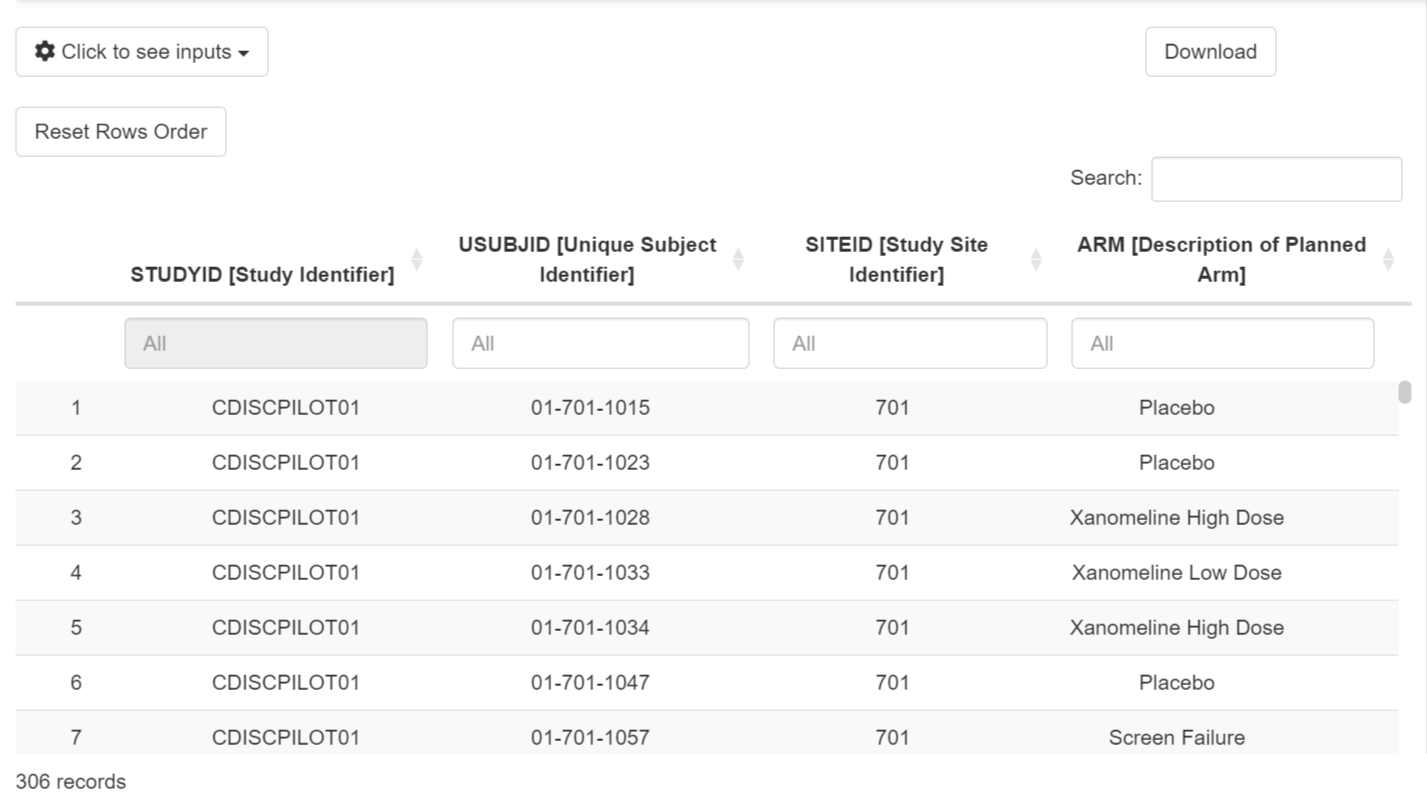 Click to see inputs
Download
Reset Rows Order
Search:
STUDYID [Study Identifier]
USUBJID [Unique Subject
Identifier]
SITEID [Study Site
Identifier]
ARM [Description of Planned
Arm]
All All All All
1 CDISCPILOT01 01-701-1015 701 Placebo
2 CDISCPILOT01 01-701-1023 701 Placebo
3 CDISCPILOT01 01-701-1028 701 Xanomeline High Dose
4 CDISCPILOT01 01-701-1033 701 Xanomeline Low Dose
5 CDISCPILOT01 01-701-1034 701 Xanomeline High Dose
6 CDISCPILOT01 01-701-1047 701 Placebo
7 CDISCPILOT01 01-701-1057 701 Screen Failure
306 records